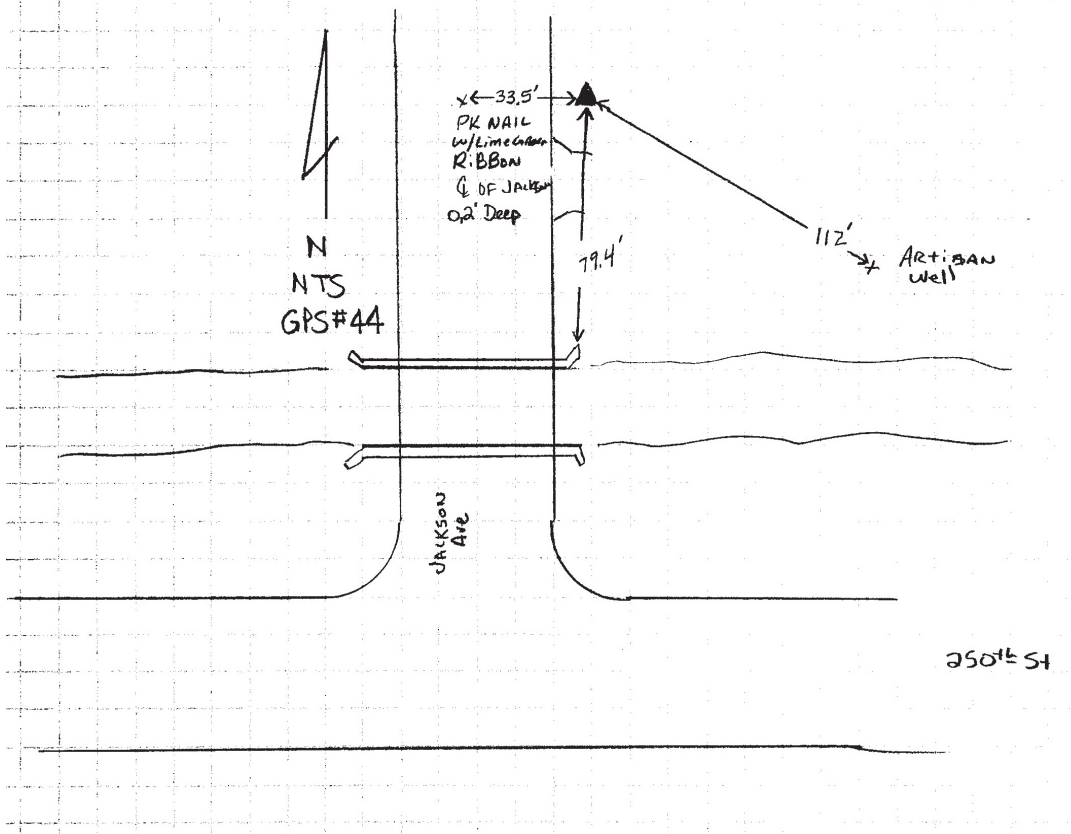 x←33.5'→
PK NAIL
w/Lime Green
RiBBON
℄ OF JACKSON
0.2' Deep
79.4'
112'
ARTiSAN
well
N
NTS
GPS#44
JACKSON
Ave
250th St